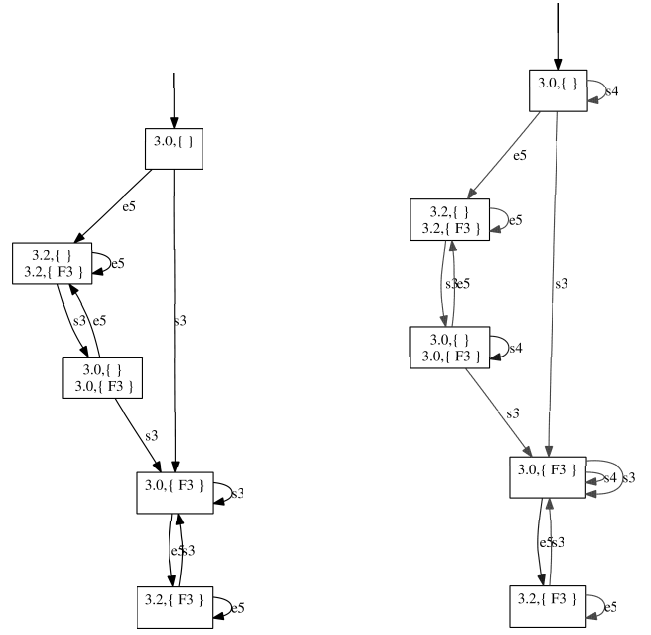 3.0,{ }
e5
3.2,{ }
3.2,{ F3 }
e5
s3
e5
s3
3.0,{ }
3.0,{ F3 }
s3
3.0,{ F3 }
s3
e5
s3
3.2,{ F3 }
e5
3.0,{ }
s4
e5
3.2,{ }
3.2,{ F3 }
e5
s3
e5
s3
3.0,{ }
3.0,{ F3 }
s4
s3
3.0,{ F3 }
s4
s3
e5
s3
3.2,{ F3 }
e5